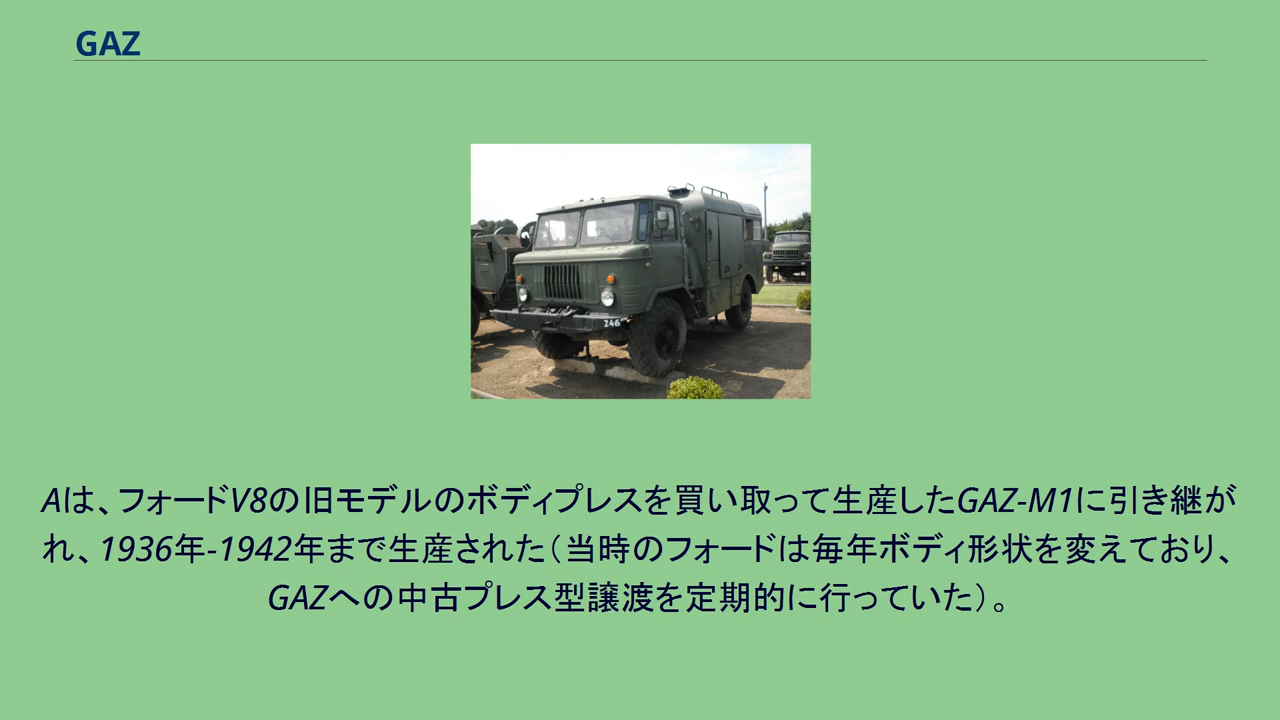 GAZ
246
Aは、フォードV8の旧モデルのボディプレスを買い取って生産したGAZ-M1に引き継が
れ、1936年-1942年まで生産された（当時のフォードは毎年ボディ形状を変えており、
GAZへの中古プレス型譲渡を定期的に行っていた）。